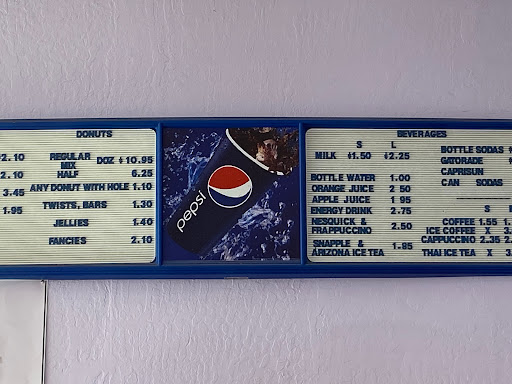 DONUTS
2.10 REGULAR MIX DOZ $10.95
2.10 HALF 6.25
3.45 ANY DONUT WITH HOLE 1.10
1.95 TWISTS, BARS 1.30
JELLIES 1.40
FANCIES 2.10
pepsi
BEVERAGES
S L
MILK $1.50 $2.25
BOTTLE WATER 1.00
ORANGE JUICE 2 50
APPLE JUICE 1 95
ENERGY DRINK 2.75
NESQUICK &
FRAPPUCCINO 2.50
SNAPPLE &
ARIZONA ICE TEA 1.85
BOTTLE SODAS
GATORADE
CAPRISUN
CAN SODAS
S
COFFEE 1.55
ICE COFFEE X
CAPPUCCINO 2.35
THAI ICE TEA X